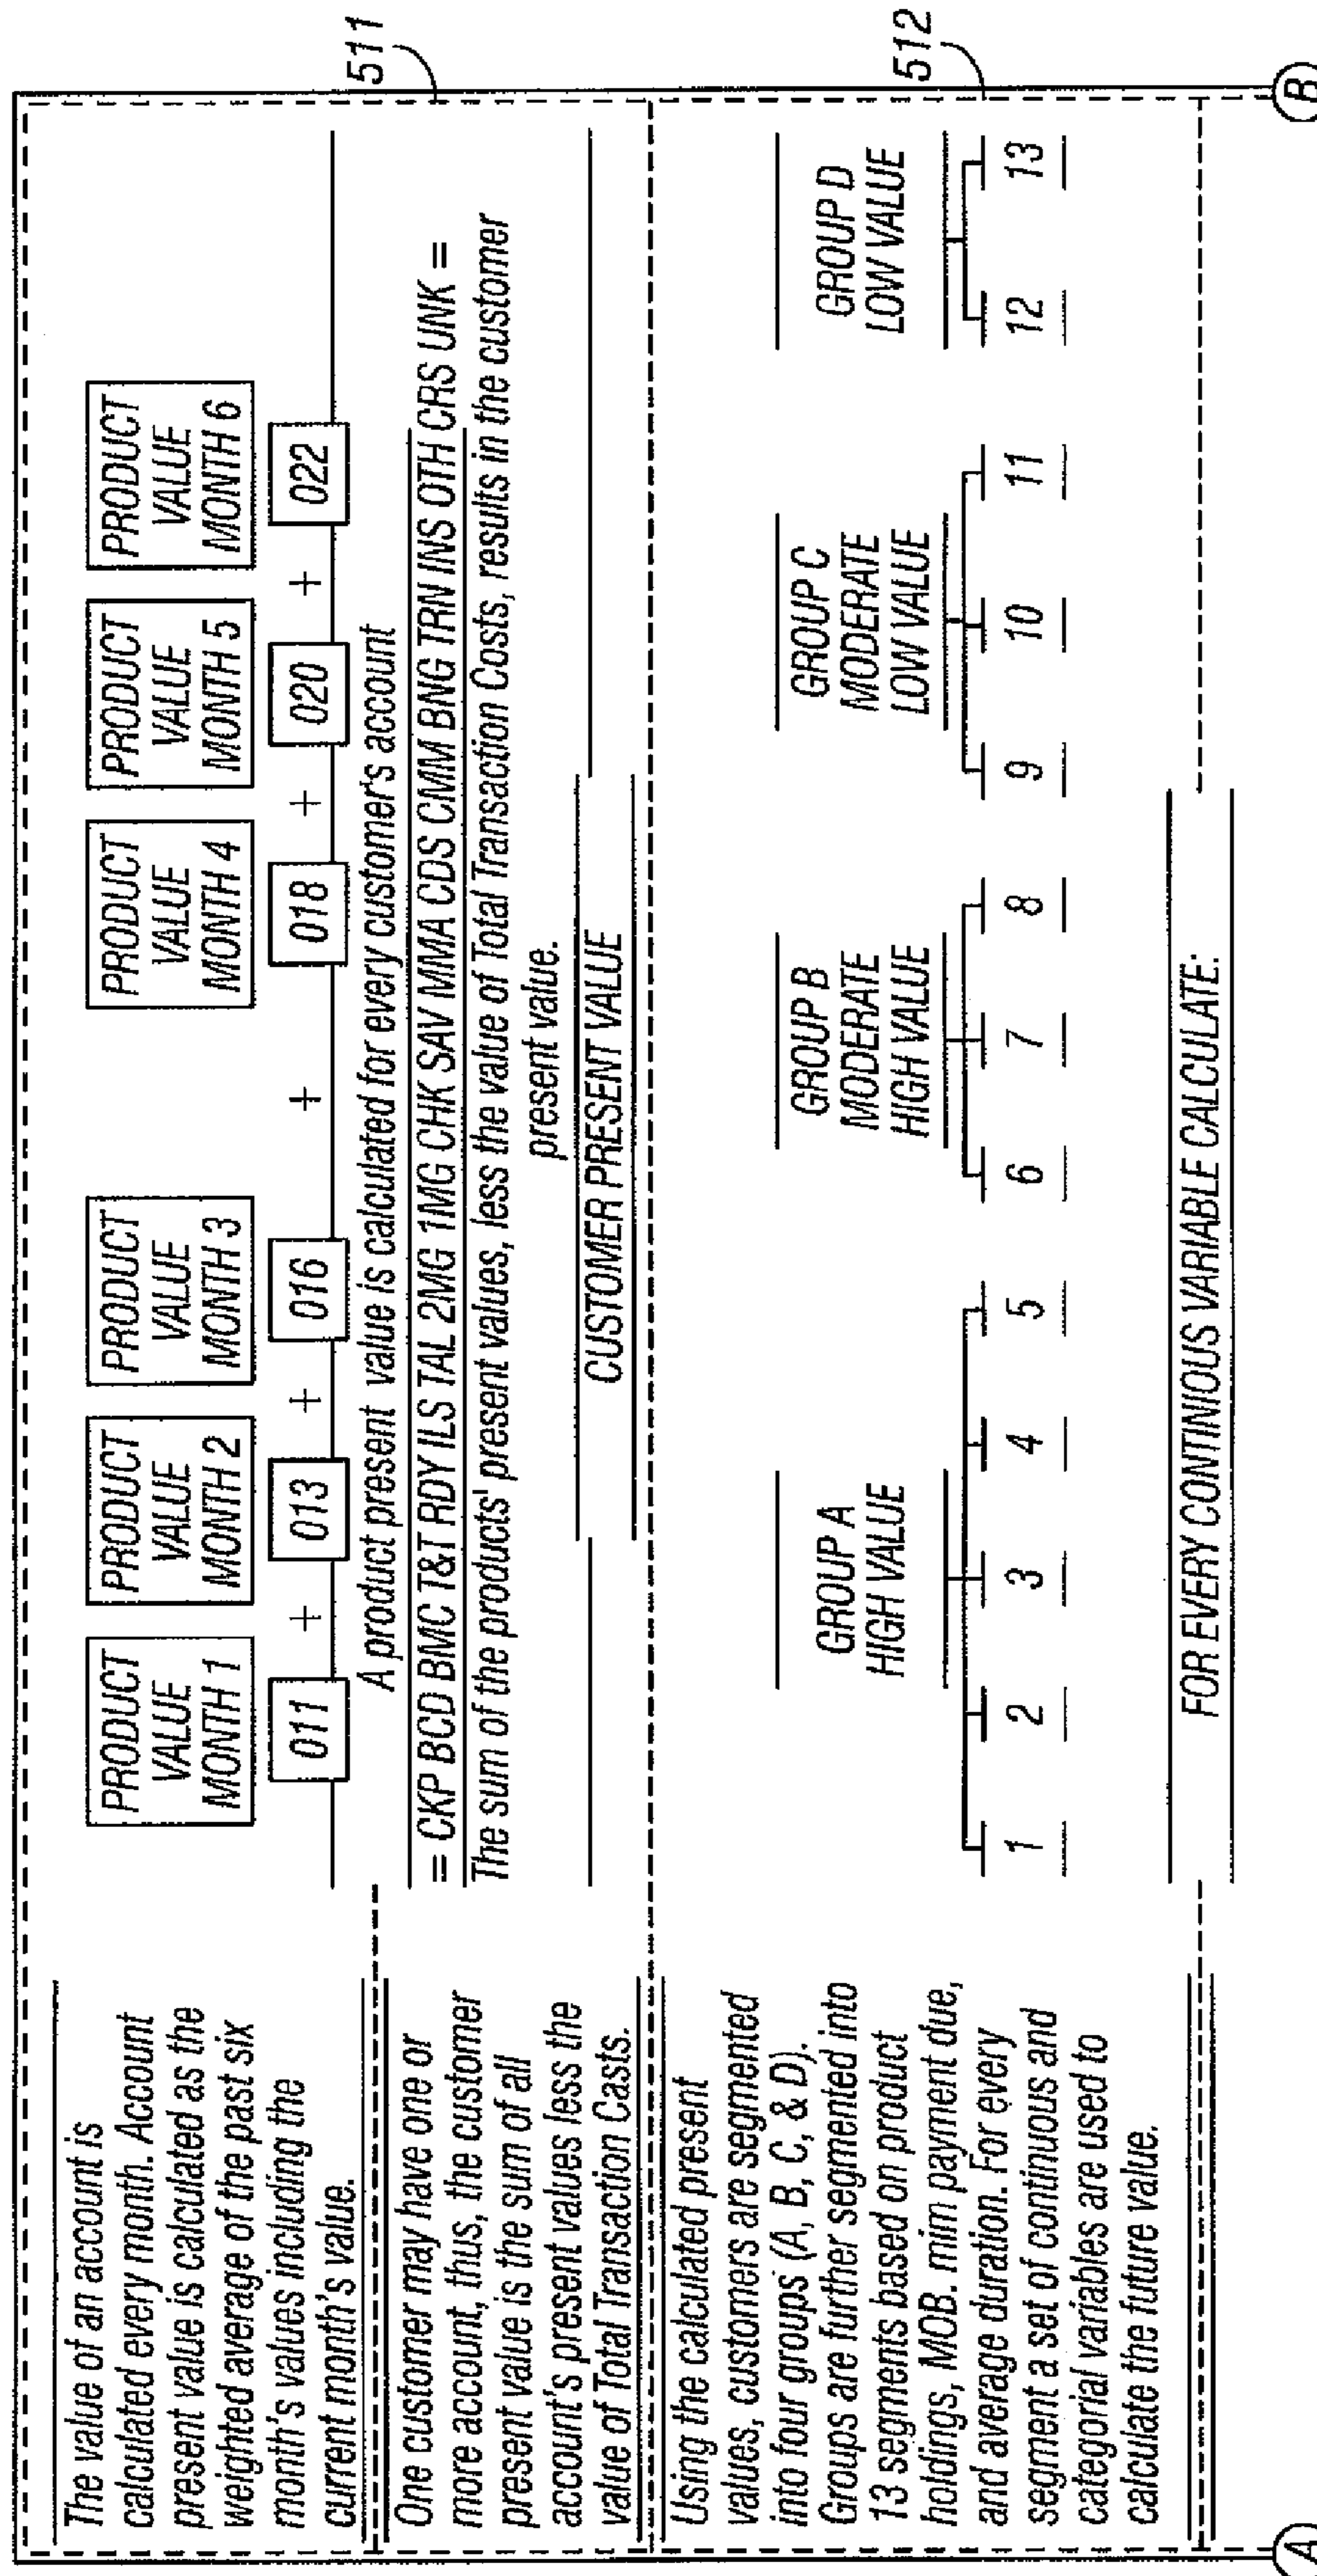 The value of an account is
calculated every month. Account
present value is calculated as the
weighted average of the past six
month's values including the
current month's value.
PRODUCT
VALUE
MONTH 1
PRODUCT
VALUE
MONTH 2
PRODUCT
VALUE
MONTH 3
PRODUCT
VALUE
MONTH 4
PRODUCT
VALUE
MONTH 5
PRODUCT
VALUE
MONTH 6
011 + 013 + 016 + 018 + 020 + 022
511
One customer may have one or
more account, thus, the customer
present value is the sum of all
account's present values less the
value of Total Transaction Casts.
A product present value is calculated for every customer's account
= CKP BCD BMC T&T RDY ILS TAL 2MG 1MG CHK SAV MMA CDS CMM BNG TRN INS OTH CRS UNK =
The sum of the products' present values, less the value of Total Transaction Costs, results in the customer
present value.
CUSTOMER PRESENT VALUE
Using the calculated present
values, customers are segmented
into four groups (A, B, C, & D).
Groups are further segmented into
13 segments based on product
holdings, MOB. mim payment due,
and average duration. For every
segment a set of continuous and
categorial variables are used to
calculate the future value.
GROUP A
HIGH VALUE
GROUP B
MODERATE
HIGH VALUE
GROUP C
MODERATE
LOW VALUE
GROUP D
LOW VALUE
512
1 2 3 4 5 6 7 8 9 10 11 12 13
FOR EVERY CONTINIOUS VARIABLE CALCULATE:
A
B